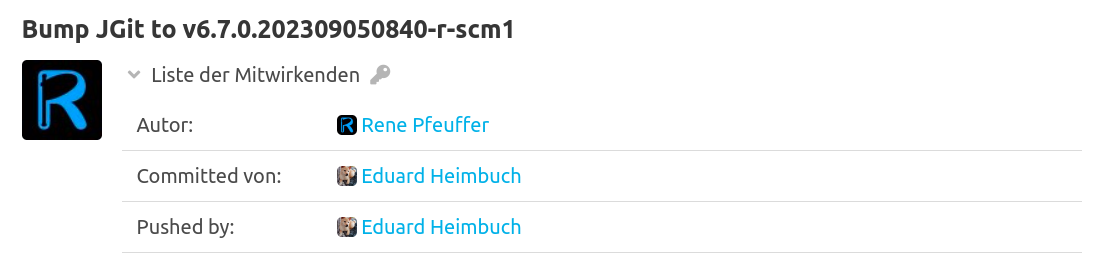 Bump JGit to v6.7.0.202309050840-r-scm1
Liste der Mitwirkenden
Autor: Rene Pfeuffer
Committed von: Eduard Heimbuch
Pushed by: Eduard Heimbuch